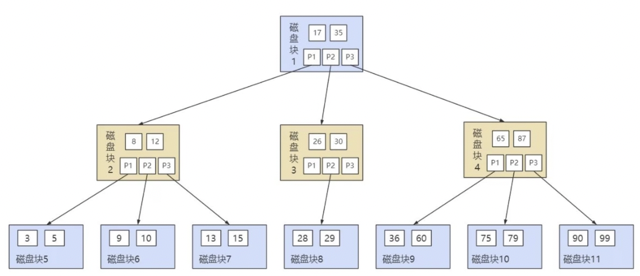 磁盘块1
17 35
P1 P2 P3
磁盘块2
8 12
P1 P2 P3
磁盘块3
26 30
P1 P2 P3
磁盘块4
65 87
P1 P2 P3
3 5
磁盘块5
9 10
磁盘块6
13 15
磁盘块7
28 29
磁盘块8
36 60
磁盘块9
75 79
磁盘块10
90 99
磁盘块11